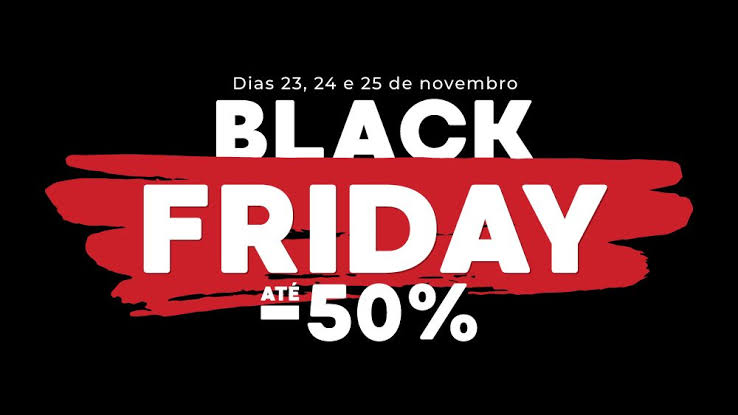 Dias 23, 24 e 25 de novembro
BLACK
FRIDAY
ATÉ
-50%